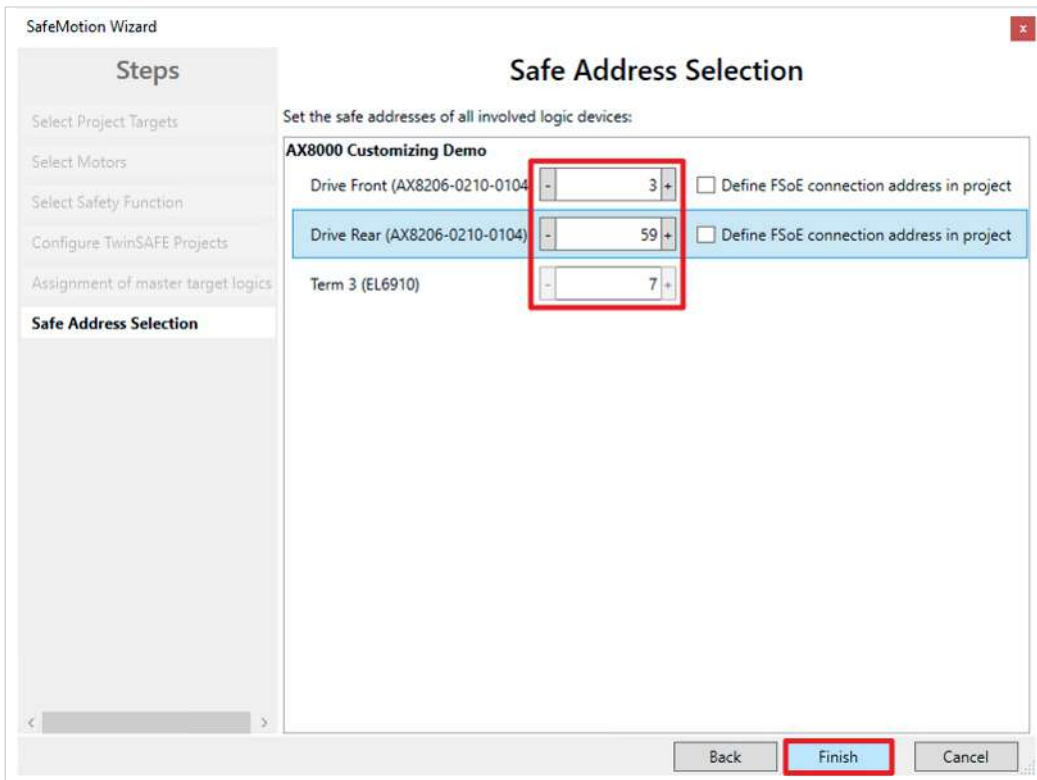 SafeMotion Wizard
x
Steps
Select Project Targets
Select Motors
Select Safety Function
Configure TwinSAFE Projects
Assignment of master target logics
Safe Address Selection
Safe Address Selection
Set the safe addresses of all involved logic devices:
AX8000 Customizing Demo
Drive Front (AX8206-0210-0104 - 3 + Define FSoE connection address in project
Drive Rear (AX8206-0210-0104) - 59 + Define FSoE connection address in project
Term 3 (EL6910) - 7 +
< >
Back Finish Cancel